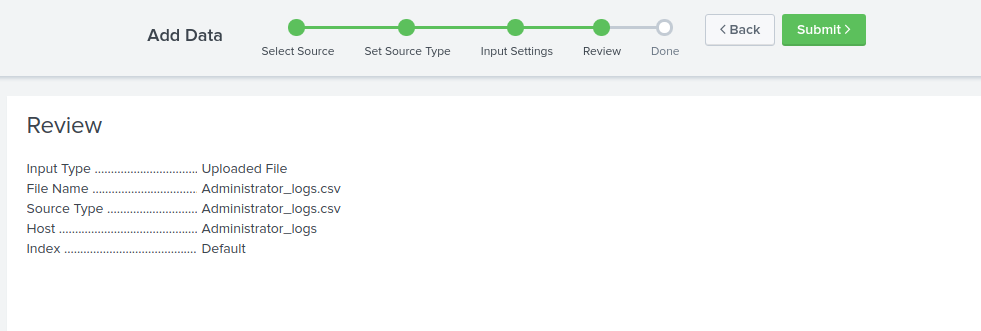 Add Data
Select Source
Set Source Type
Input Settings
Review
Done
< Back
Submit >
Review
Input Type ................................ Uploaded File
File Name ................................ Administrator_logs.csv
Source Type ............................ Administrator_logs.csv
Host ........................................... Administrator_logs
Index ......................................... Default